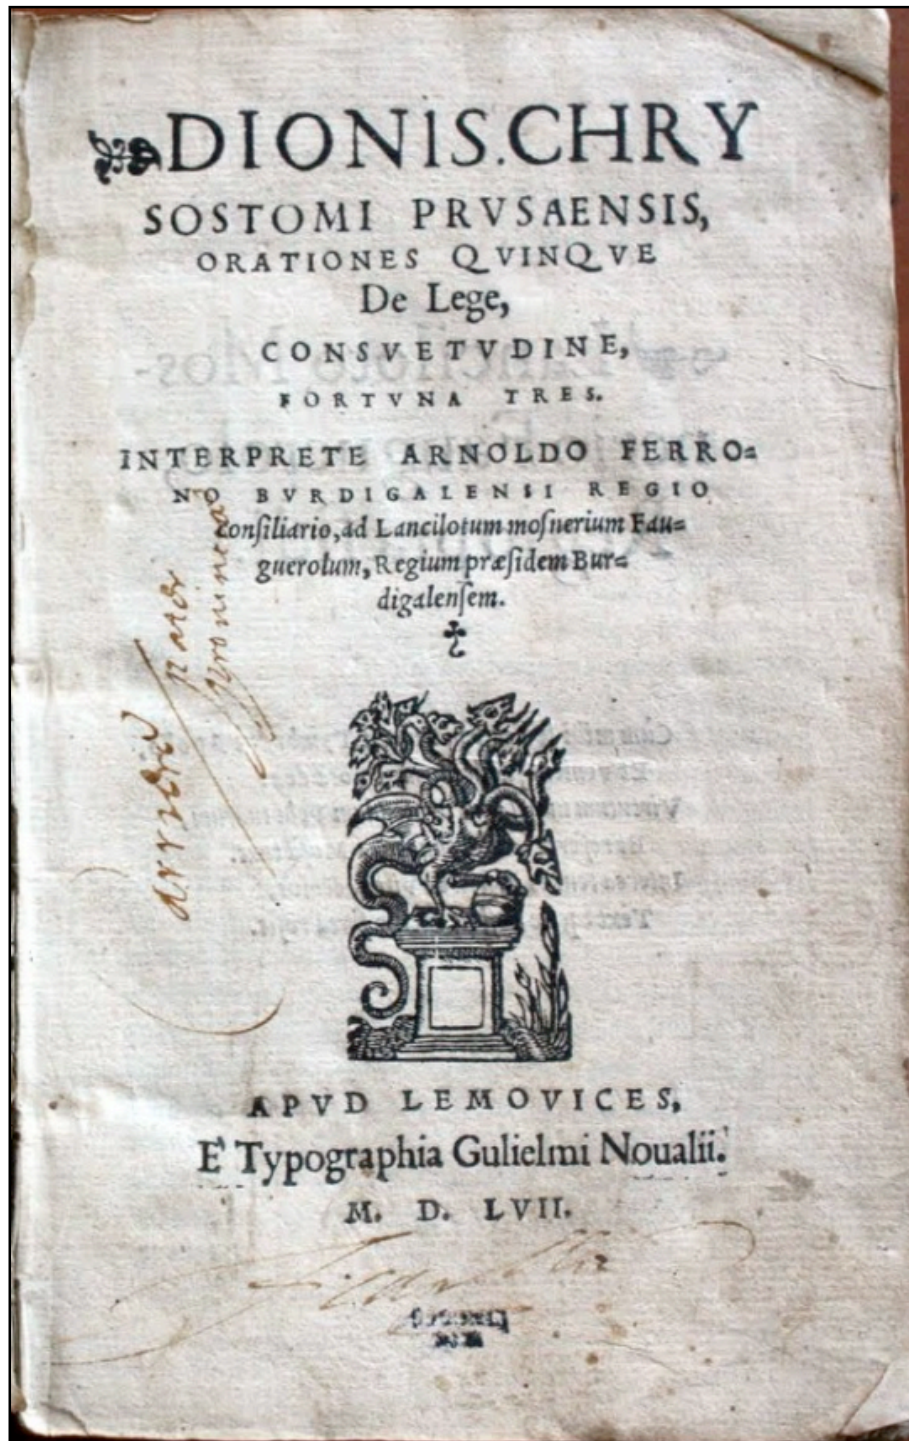 DIONIS.CHRY
SOSTOMI PRVSAENSIS,
ORATIONES QVINQVE
De Lege,
CONSVETVDINE,
FORTVNA TRES.
INTERPRETE ARNOLDO FERRO=
NO BVRDIGALENSI REGIO
conſiliario, ad Lancilotum moſnerium Fau=
guerolum, Regium præſidem Bur=
digalenſem.
APVD LEMOVICES,
E' Typographia Gulielmi Noualii.
M. D. LVII.